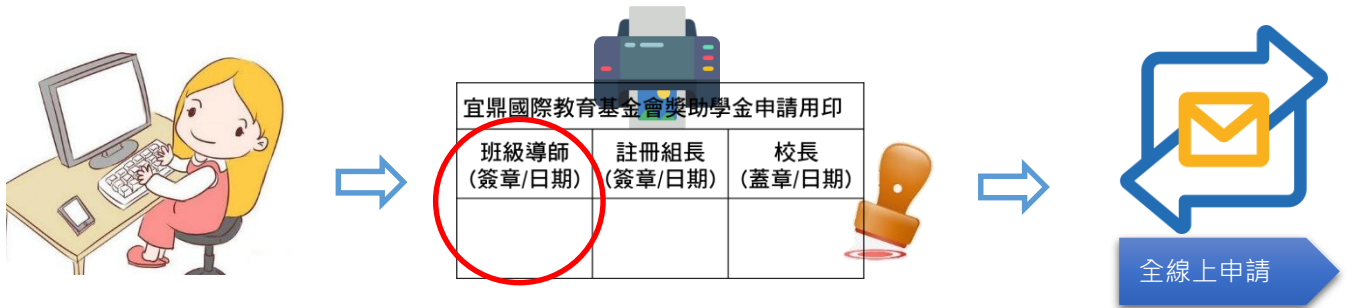 宜鼎國際教育基金會獎助學金申請用印
班級導師
(簽章/日期)
註冊組長
(簽章/日期)
校長
(蓋章/日期)
全線上申請